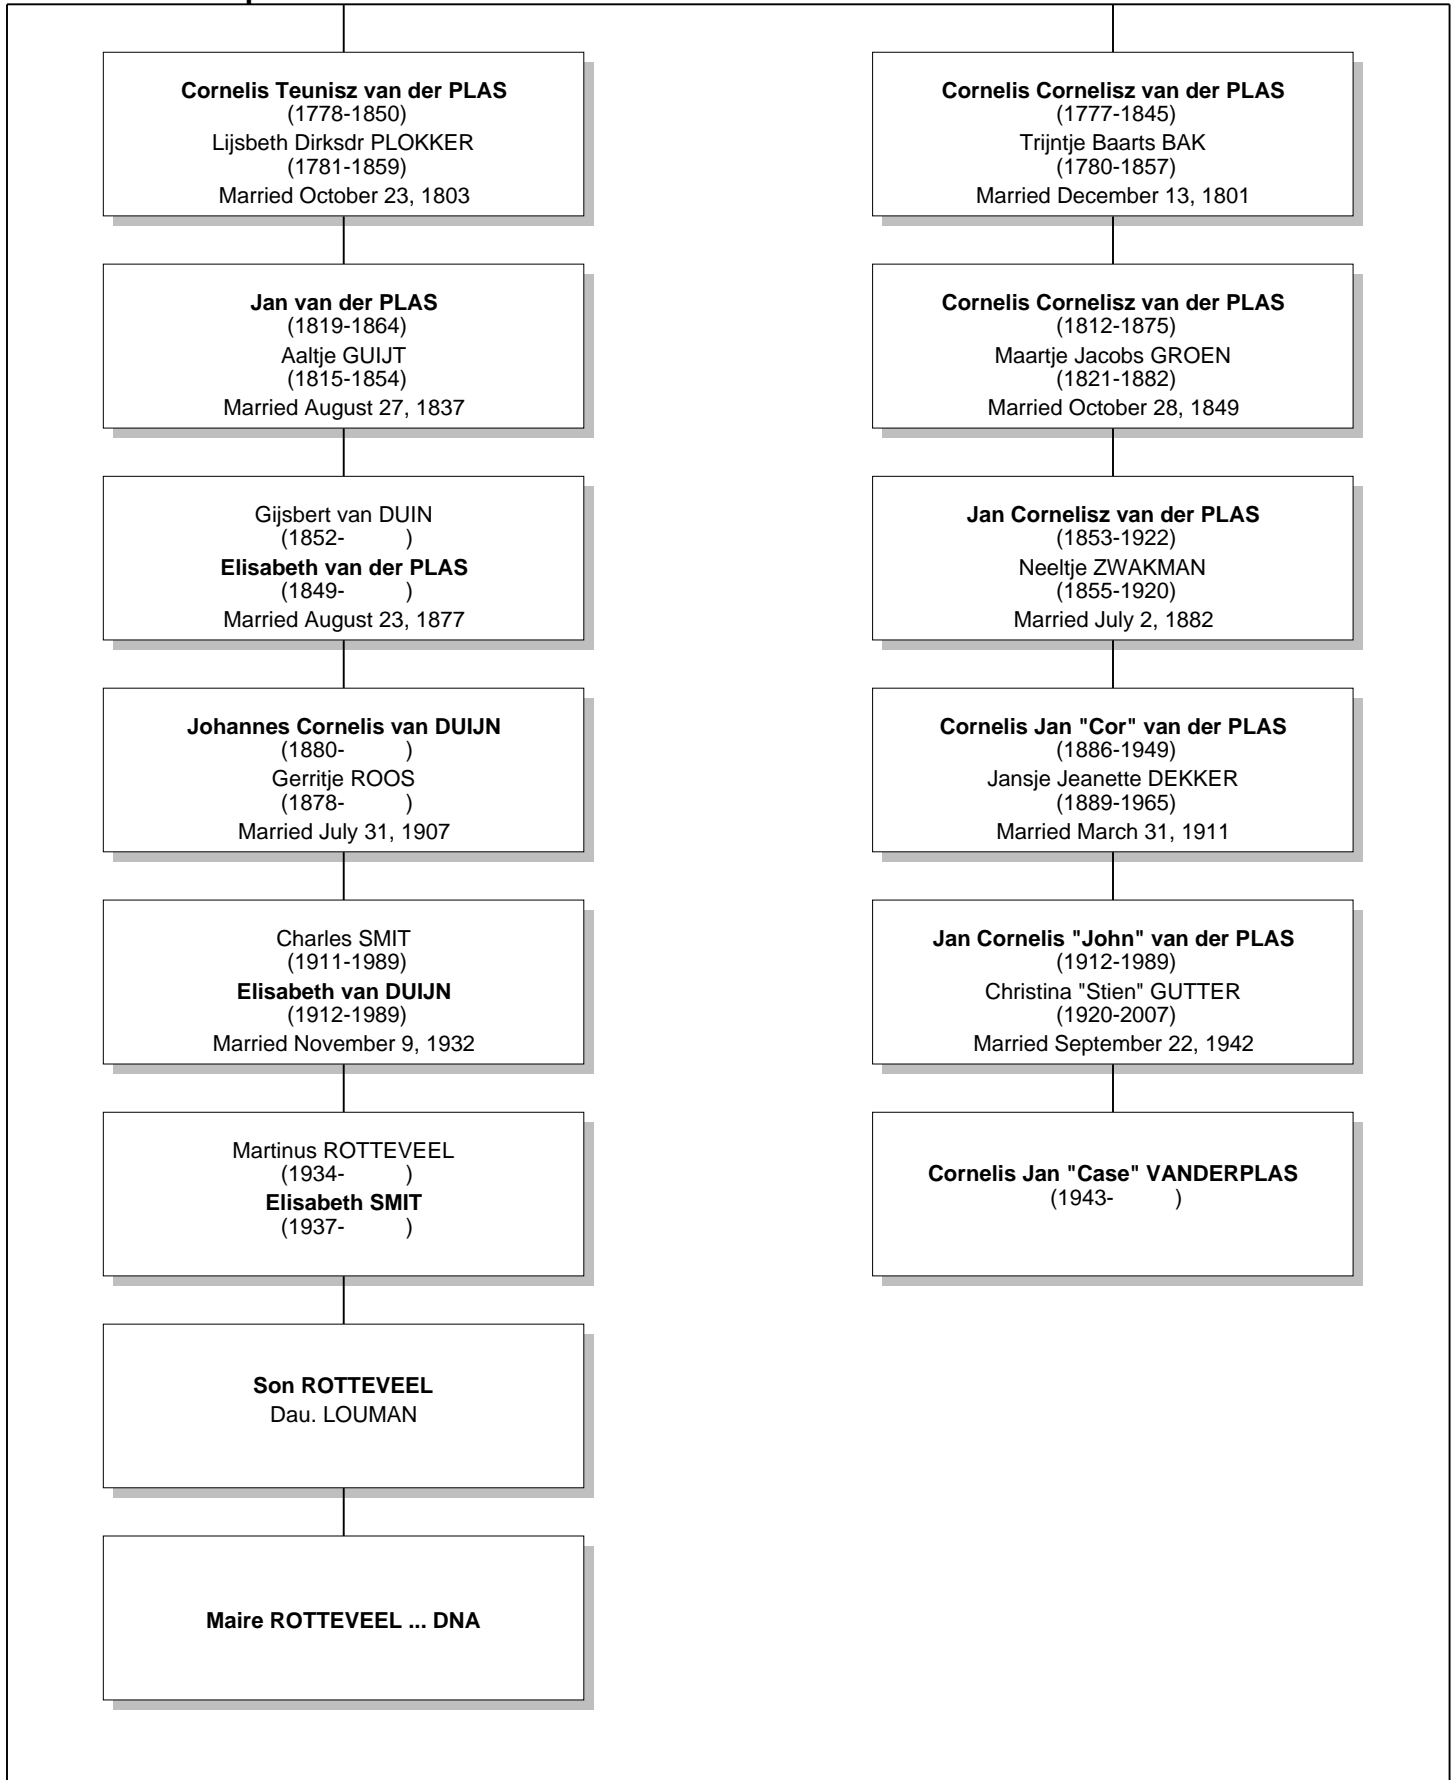 Cornelis Teunisz van der PLAS
(1778-1850)
Lijsbeth Dirksdr PLOKKER
(1781-1859)
Married October 23, 1803
Jan van der PLAS
(1819-1864)
Aaltje GUIJT
(1815-1854)
Married August 27, 1837
Gijsbert van DUIN
(1852- )
Elisabeth van der PLAS
(1849- )
Married August 23, 1877
Johannes Cornelis van DUIJN
(1880- )
Gerritje ROOS
(1878- )
Married July 31, 1907
Charles SMIT
(1911-1989)
Elisabeth van DUIJN
(1912-1989)
Married November 9, 1932
Martinus ROTTEVEEL
(1934- )
Elisabeth SMIT
(1937- )
Son ROTTEVEEL
Dau. LOUMAN
Maire ROTTEVEEL ... DNA
Cornelis Cornelisz van der PLAS
(1777-1845)
Trijntje Baarts BAK
(1780-1857)
Married December 13, 1801
Cornelis Cornelisz van der PLAS
(1812-1875)
Maartje Jacobs GROEN
(1821-1882)
Married October 28, 1849
Jan Cornelisz van der PLAS
(1853-1922)
Neeltje ZWAKMAN
(1855-1920)
Married July 2, 1882
Cornelis Jan "Cor" van der PLAS
(1886-1949)
Jansje Jeanette DEKKER
(1889-1965)
Married March 31, 1911
Jan Cornelis "John" van der PLAS
(1912-1989)
Christina "Stien" GUTTER
(1920-2007)
Married September 22, 1942
Cornelis Jan "Case" VANDERPLAS
(1943- )